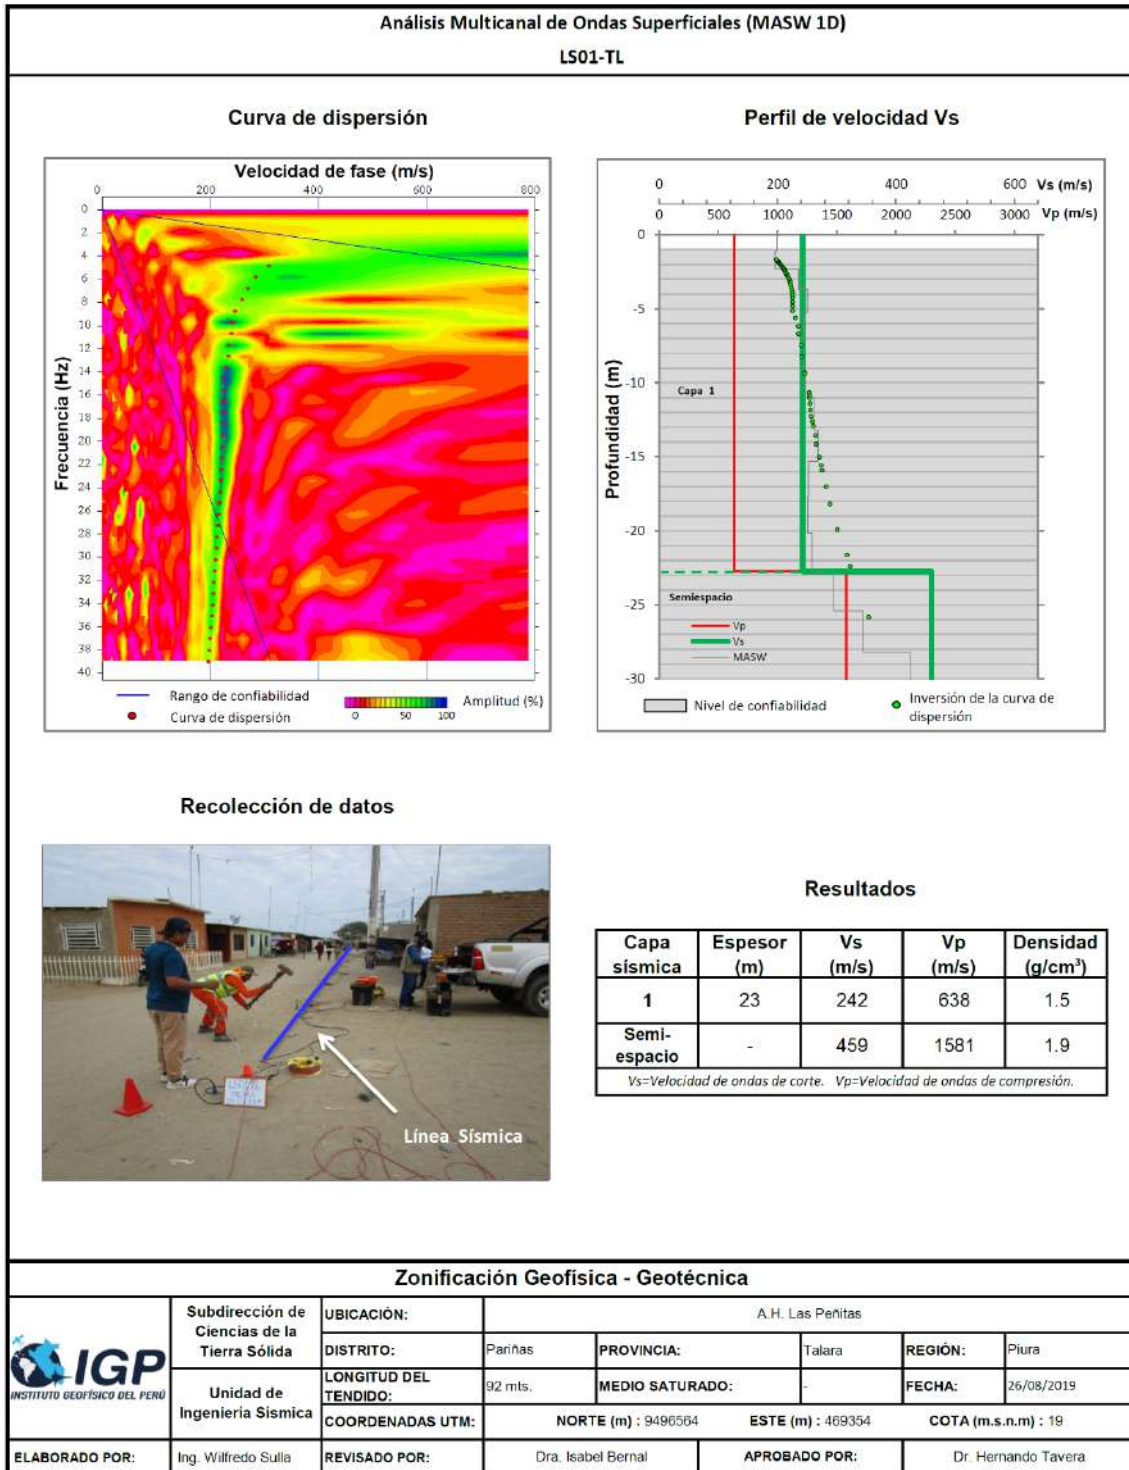 Análisis Multicanal de Ondas Superficiales (MASW 1D)
LS01-TL
Curva de dispersión
Velocidad de fase (m/s)
0 200 400 600 800
Frecuencia (Hz)
0
2
4
6
8
10
12
14
16
18
20
22
24
26
28
30
32
34
36
38
40
Rango de confiabilidad
Curva de dispersión
Amplitud (%)
0 50 100
Perfil de velocidad Vs
0 200 400 600 Vs (m/s)
0 500 1000 1500 2000 2500 3000 Vp (m/s)
Profundidad (m)
0
-5
-10
-15
-20
-25
-30
Capa 1
Semiespacio
Vp
Vs
MASW
Nivel de confiabilidad
Inversión de la curva de
dispersión
Recolección de datos
Línea Sísmica
Resultados
Capa sísmica Espesor (m) Vs (m/s) Vp (m/s) Densidad (g/cm³)
1 23 242 638 1.5
Semi-espacio - 459 1581 1.9
Vs=Velocidad de ondas de corte. Vp=Velocidad de ondas de compresión.
Zonificación Geofísica - Geotécnica
IGP
INSTITUTO GEOFÍSICO DEL PERÚ
Subdirección de
Ciencias de la
Tierra Sólida
Unidad de
Ingenieria Sismica
UBICACIÓN: A.H. Las Peñitas
DISTRITO: Pariñas PROVINCIA: Talara REGIÓN: Piura
LONGITUD DEL
TENDIDO: 92 mts. MEDIO SATURADO: - FECHA: 26/08/2019
COORDENADAS UTM: NORTE (m) : 9496564 ESTE (m) : 469354 COTA (m.s.n.m) : 19
ELABORADO POR: Ing. Wilfredo Sulla REVISADO POR: Dra. Isabel Bernal APROBADO POR: Dr. Hernando Tavera